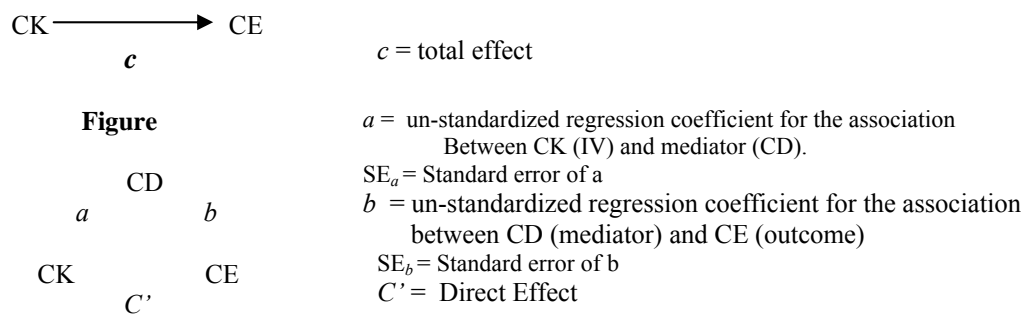 CK CE
c
c = total effect
Figure
a = un-standardized regression coefficient for the association
Between CK (IV) and mediator (CD).
SEa = Standard error of a
CD
a b
b = un-standardized regression coefficient for the association
between CD (mediator) and CE (outcome)
SEb = Standard error of b
CK CE
C’
C’ = Direct Effect